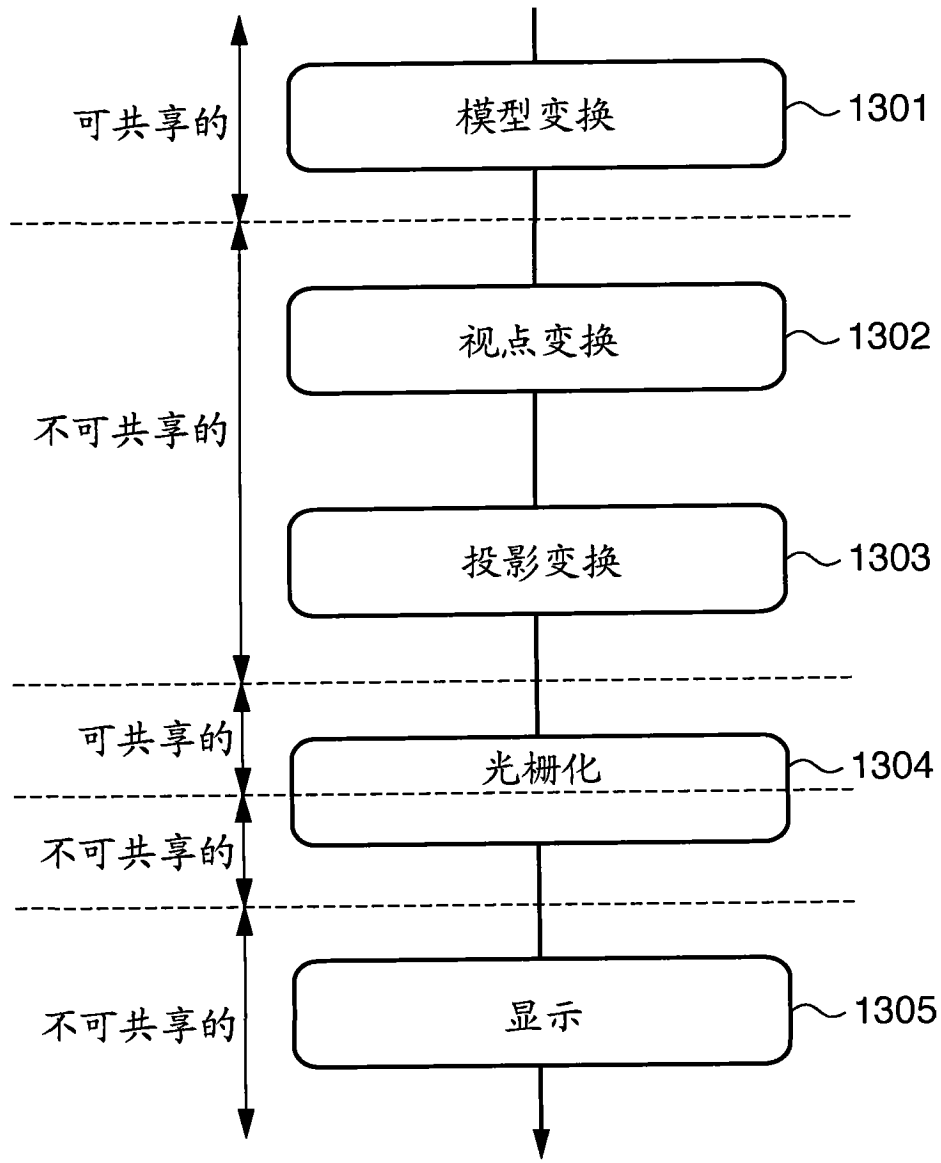 可共享的
模型变换
1301
不可共享的
视点变换
1302
投影变换
1303
可共享的
光栅化
1304
不可共享的
不可共享的
显示
1305